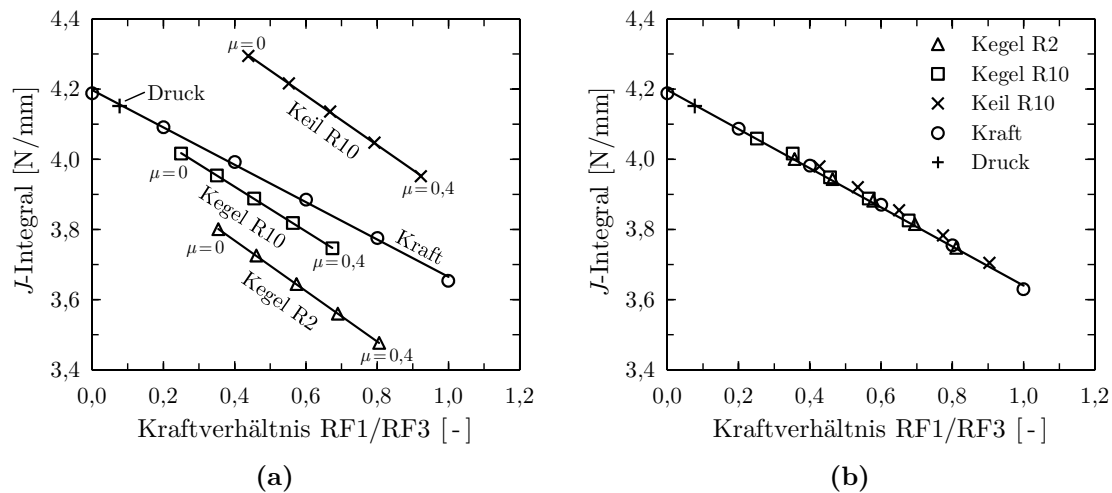 4,4
4,2
4,0
3,8
3,6
3,4
J-Integral [N/mm]
μ=0
Druck
Keil R10
μ=0
μ=0,4
Kegel R10
Kraft
μ=0
μ=0,4
Kegel R2
μ=0,4
0,0 0,2 0,4 0,6 0,8 1,0 1,2
Kraftverhältnis RF1/RF3 [-]
(a)
4,4
4,2
4,0
3,8
3,6
3,4
J-Integral [N/mm]
Kegel R2
Kegel R10
Keil R10
Kraft
Druck
0,0 0,2 0,4 0,6 0,8 1,0 1,2
Kraftverhältnis RF1/RF3 [-]
(b)